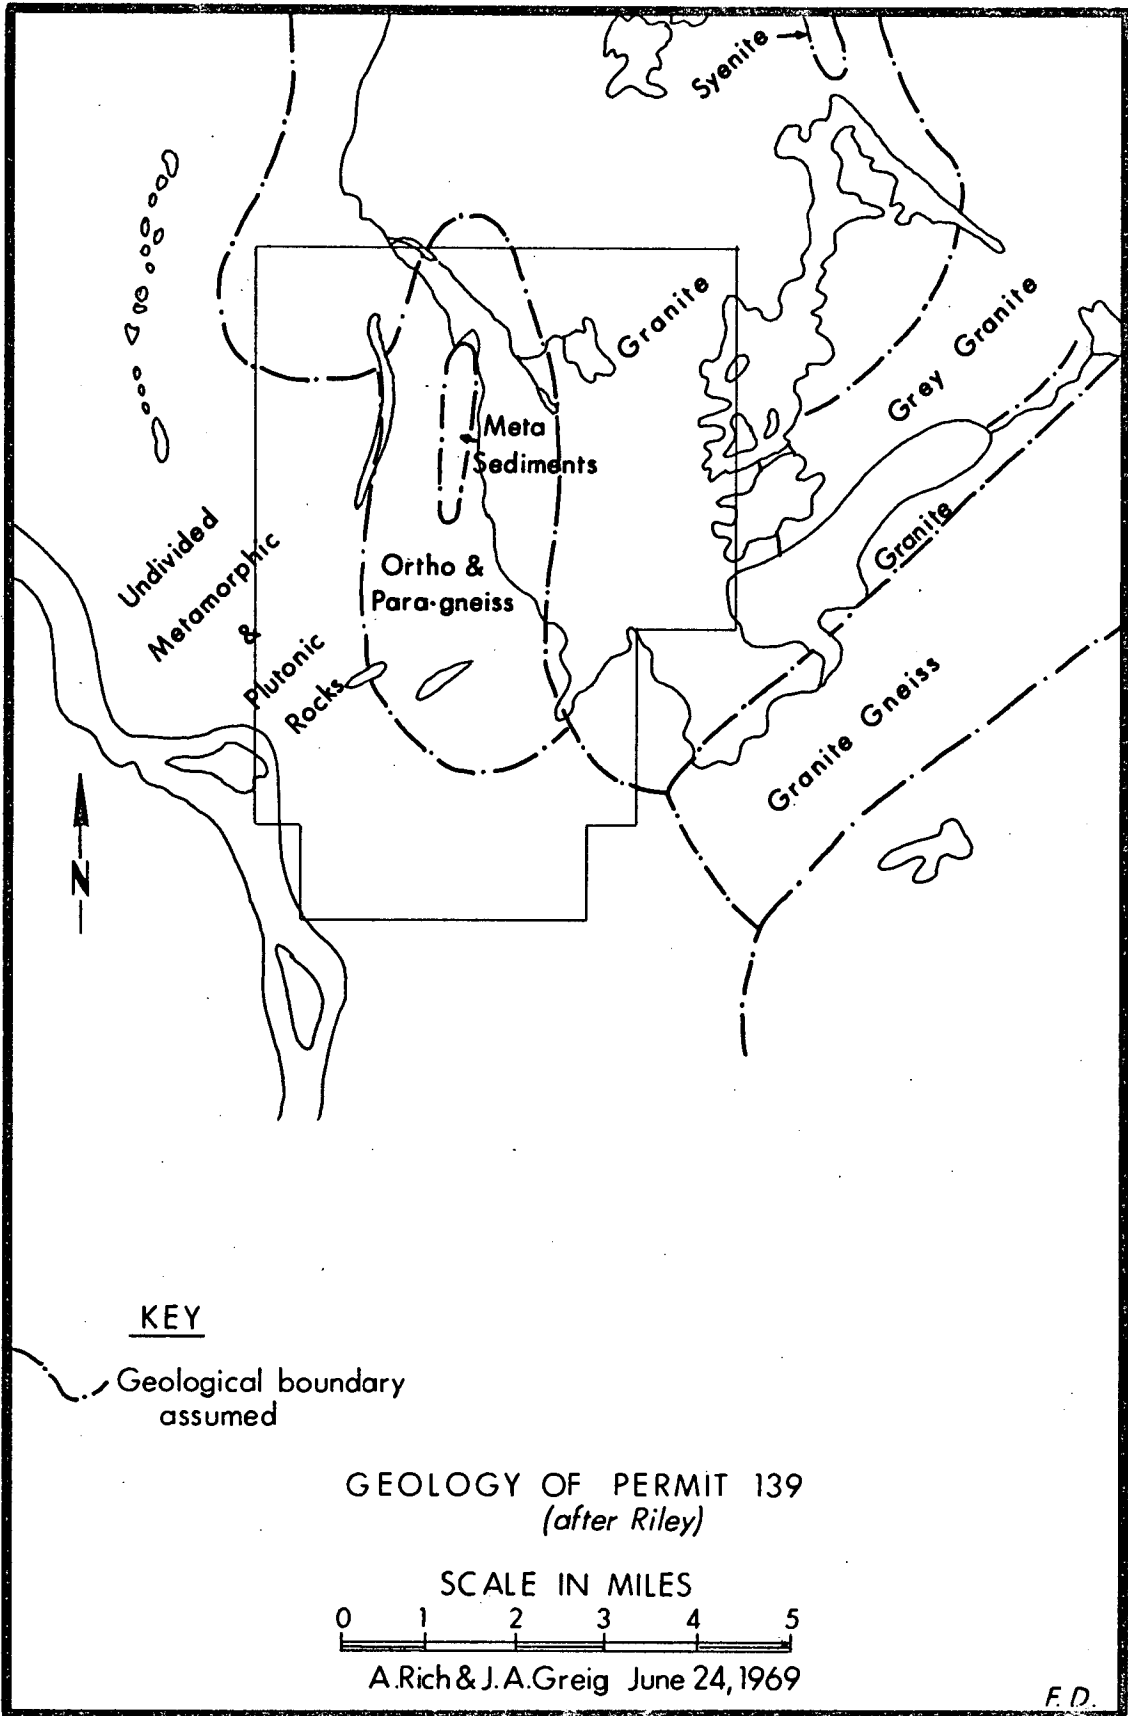 Syenite
Granite
Grey Granite
Meta
Sediments
Granite
Undivided
Metamorphic
&
Plutonic
Rocks
Ortho &
Para-gneiss
Granite Gneiss
N
KEY
Geological boundary
assumed
GEOLOGY OF PERMIT 139
(after Riley)
SCALE IN MILES
0 1 2 3 4 5
A.Rich & J.A.Greig June 24, 1969
F.D.